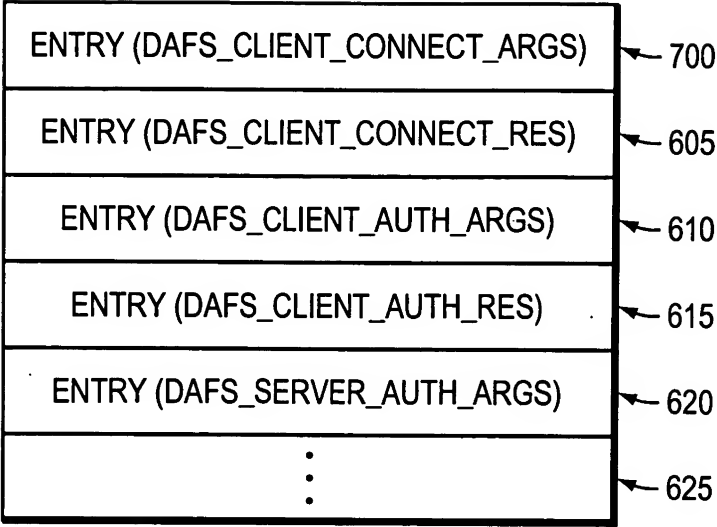 ENTRY (DAFS_CLIENT_CONNECT_ARGS) 700
ENTRY (DAFS_CLIENT_CONNECT_RES) 605
ENTRY (DAFS_CLIENT_AUTH_ARGS) 610
ENTRY (DAFS_CLIENT_AUTH_RES) 615
ENTRY (DAFS_SERVER_AUTH_ARGS) 620
625